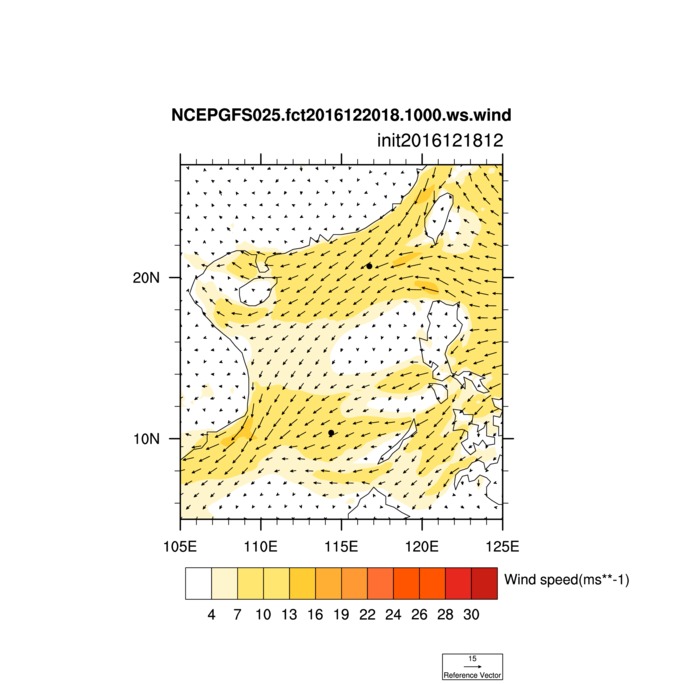 NCEPGFS025.fct2016122018.1000.ws.wind
init2016121812
20N
10N
105E 110E 115E 120E 125E
Wind speed(ms**-1)
4 7 10 13 16 19 22 24 26 28 30
15
Reference Vector